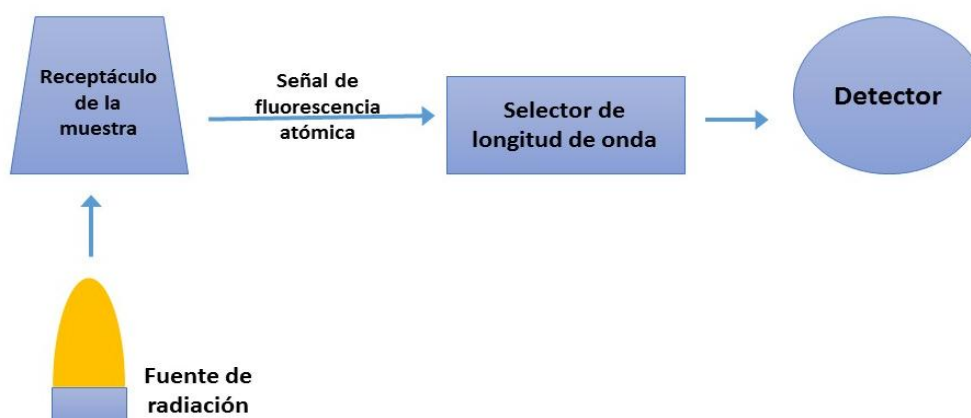 Receptáculo
de la
muestra
Señal de
fluorescencia
atómica
Selector de
longitud de onda
Detector
Fuente de
radiación